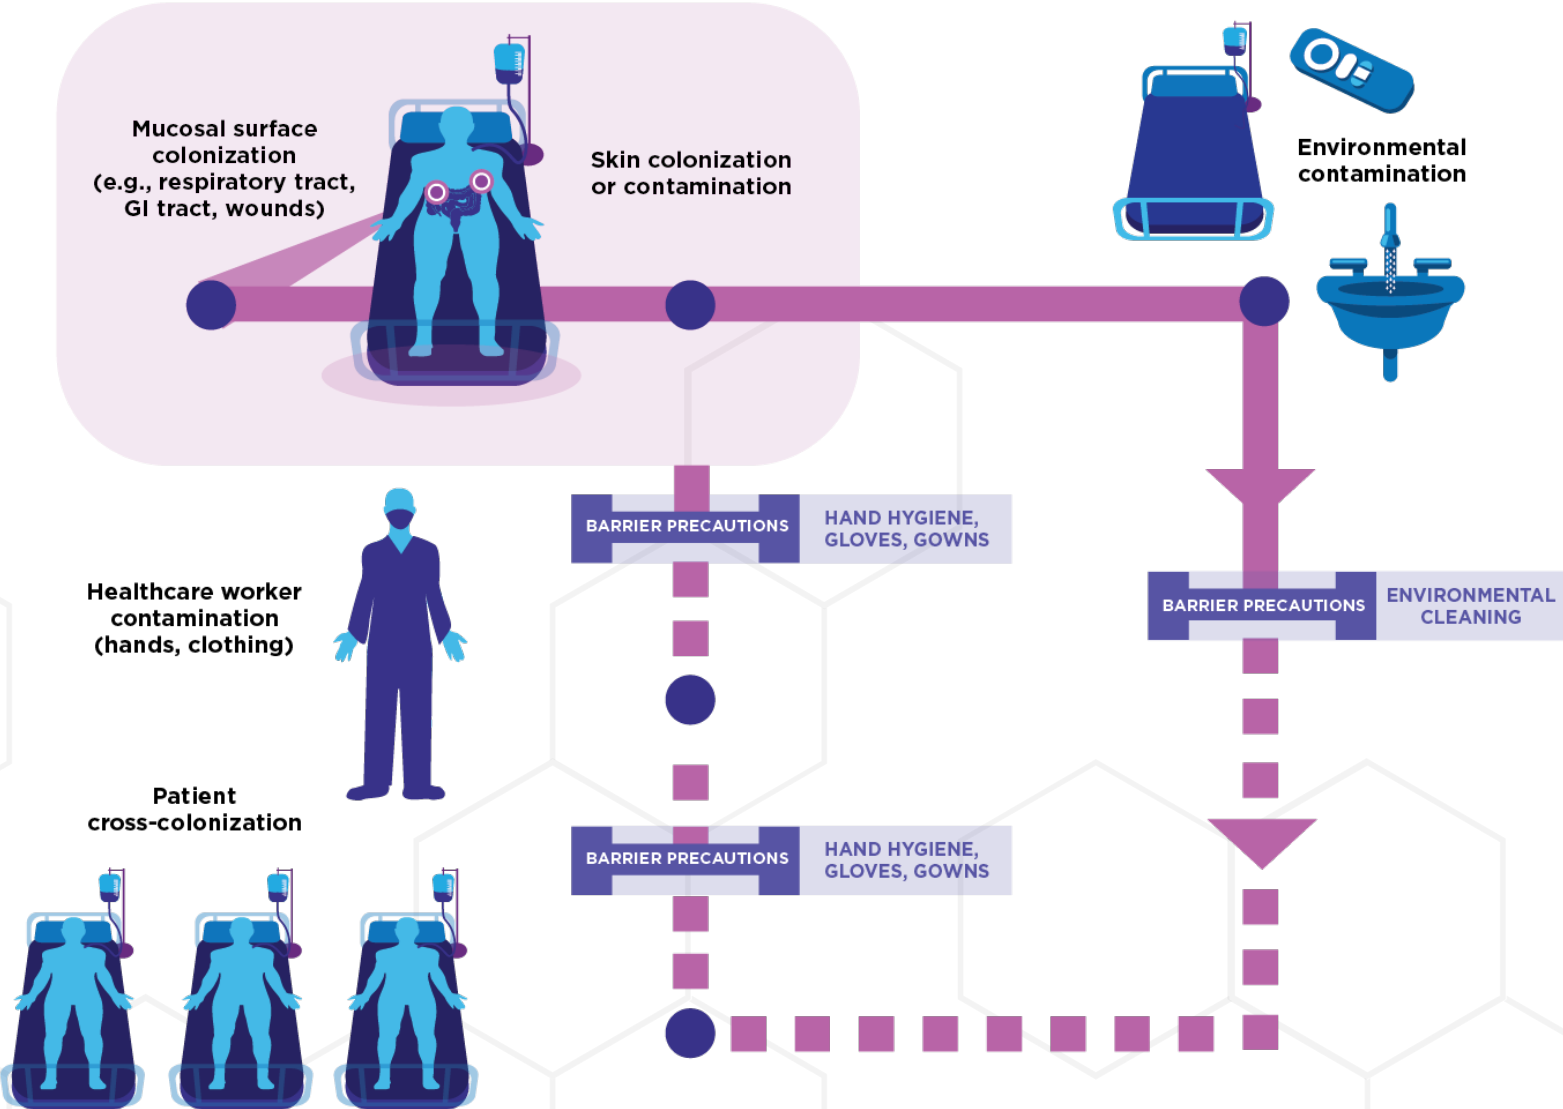 Mucosal surface
colonization
(e.g., respiratory tract,
GI tract, wounds)
Skin colonization
or contamination
Environmental
contamination
BARRIER PRECAUTIONS
HAND HYGIENE,
GLOVES, GOWNS
Healthcare worker
contamination
(hands, clothing)
BARRIER PRECAUTIONS
ENVIRONMENTAL
CLEANING
Patient
cross-colonization
BARRIER PRECAUTIONS
HAND HYGIENE,
GLOVES, GOWNS